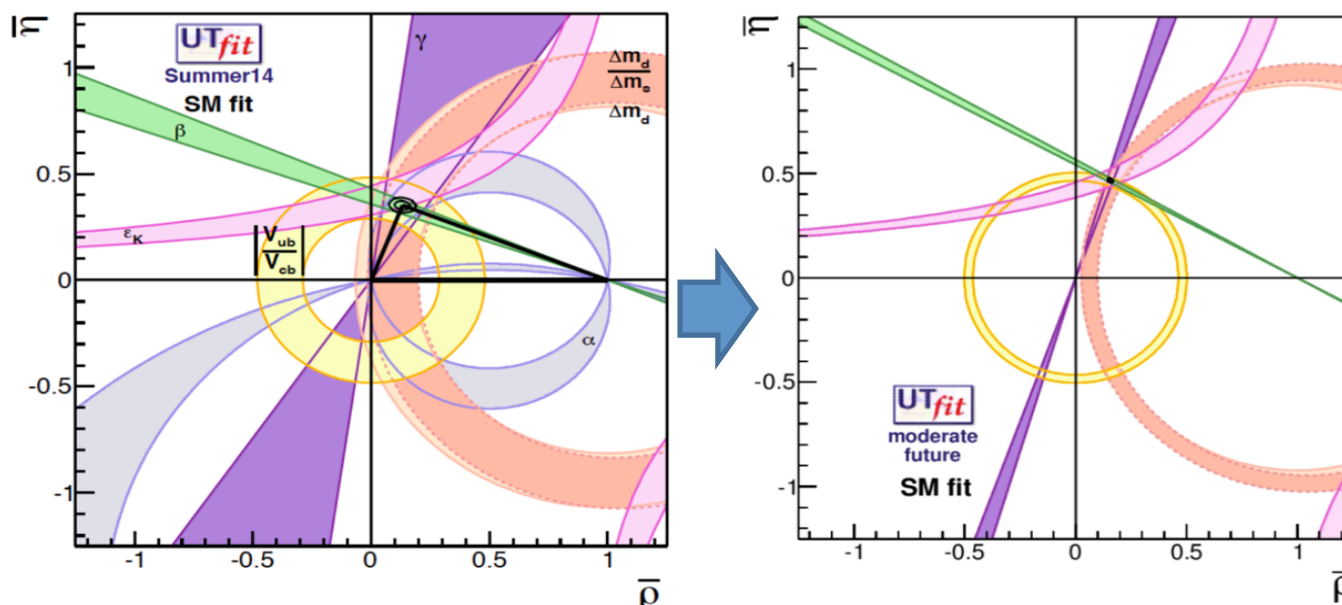 η̅
UTfit
Summer14
SM fit
γ
Δm_d
Δm_s
Δm_d
β
ε_K
|V_ub
V_cb|
α
1
0.5
0
-0.5
-1
-1
-0.5
0
0.5
1
ρ̅
η̅
1
0.5
0
-0.5
-1
UTfit
moderate
future
SM fit
-1
-0.5
0
0.5
1
ρ̅